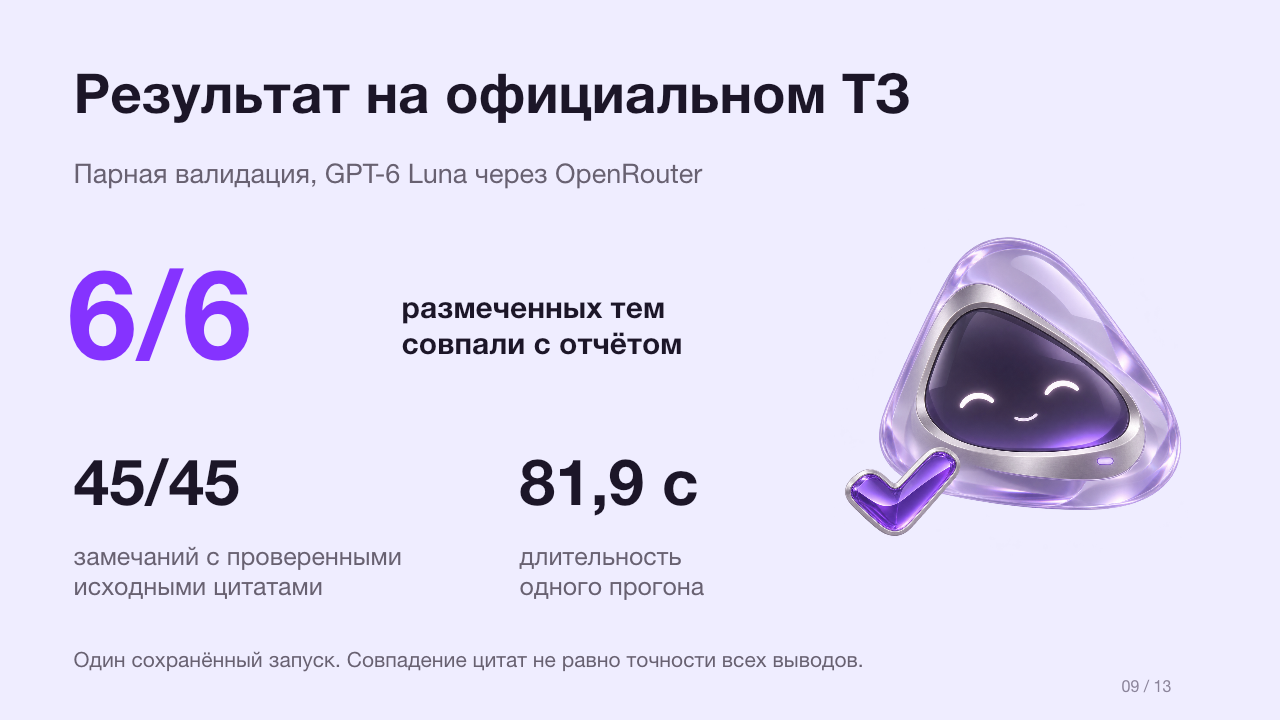 Результат на официальном ТЗ
Парная валидация, GPT-6 Luna через OpenRouter
6/6
размеченных тем
совпали с отчётом
45/45
замечаний с проверенными
исходными цитатами
81,9 с
длительность
одного прогона
Один сохранённый запуск. Совпадение цитат не равно точности всех выводов.
09 / 13